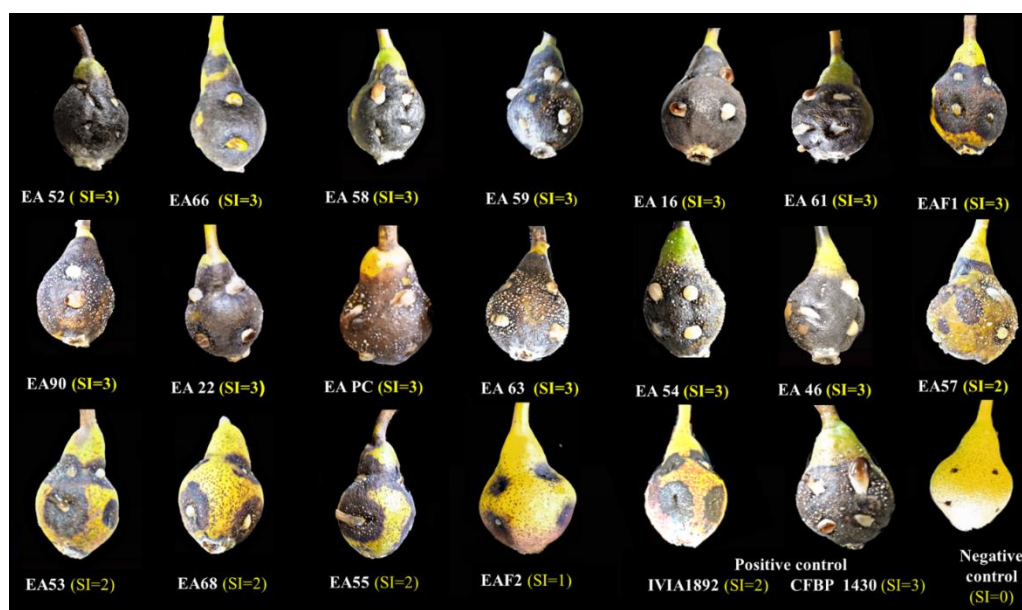 EA 52 ( SI=3)
EA66 (SI=3)
EA 58 (SI=3)
EA 59 (SI=3)
EA 16 (SI=3)
EA 61 (SI=3)
EAF1 (SI=3)
EA90 (SI=3)
EA 22 (SI=3)
EA PC (SI=3)
EA 63 (SI=3)
EA 54 (SI=3)
EA 46 (SI=3)
EA57 (SI=2)
EA53 (SI=2)
EA68 (SI=2)
EA55 (SI=2)
EAF2 (SI=1)
Positive control
IVIA1892 (SI=2) CFBP 1430 (SI=3)
Negative
control
(SI=0)